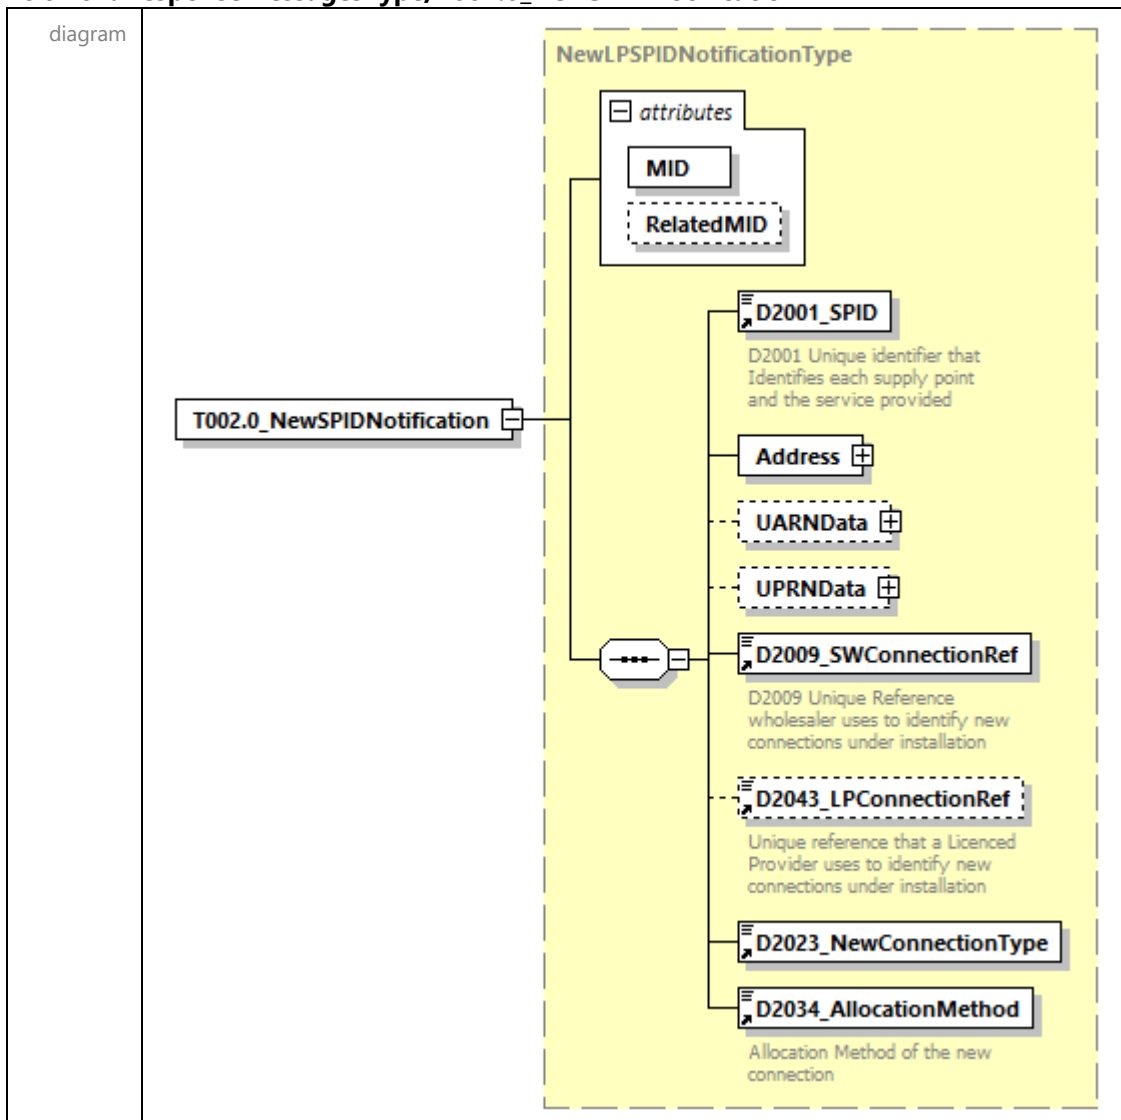 diagram
NewLPSPIDNotificationType
attributes
MID
RelatedMID
T002.0_NewSPIDNotification
D2001_SPID
D2001 Unique identifier that
Identifies each supply point
and the service provided
Address
UARNData
UPRNData
D2009_SWConnectionRef
D2009 Unique Reference
wholesaler uses to identify new
connections under installation
D2043_LPConnectionRef
Unique reference that a Licenced
Provider uses to identify new
connections under installation
D2023_NewConnectionType
D2034_AllocationMethod
Allocation Method of the new
connection